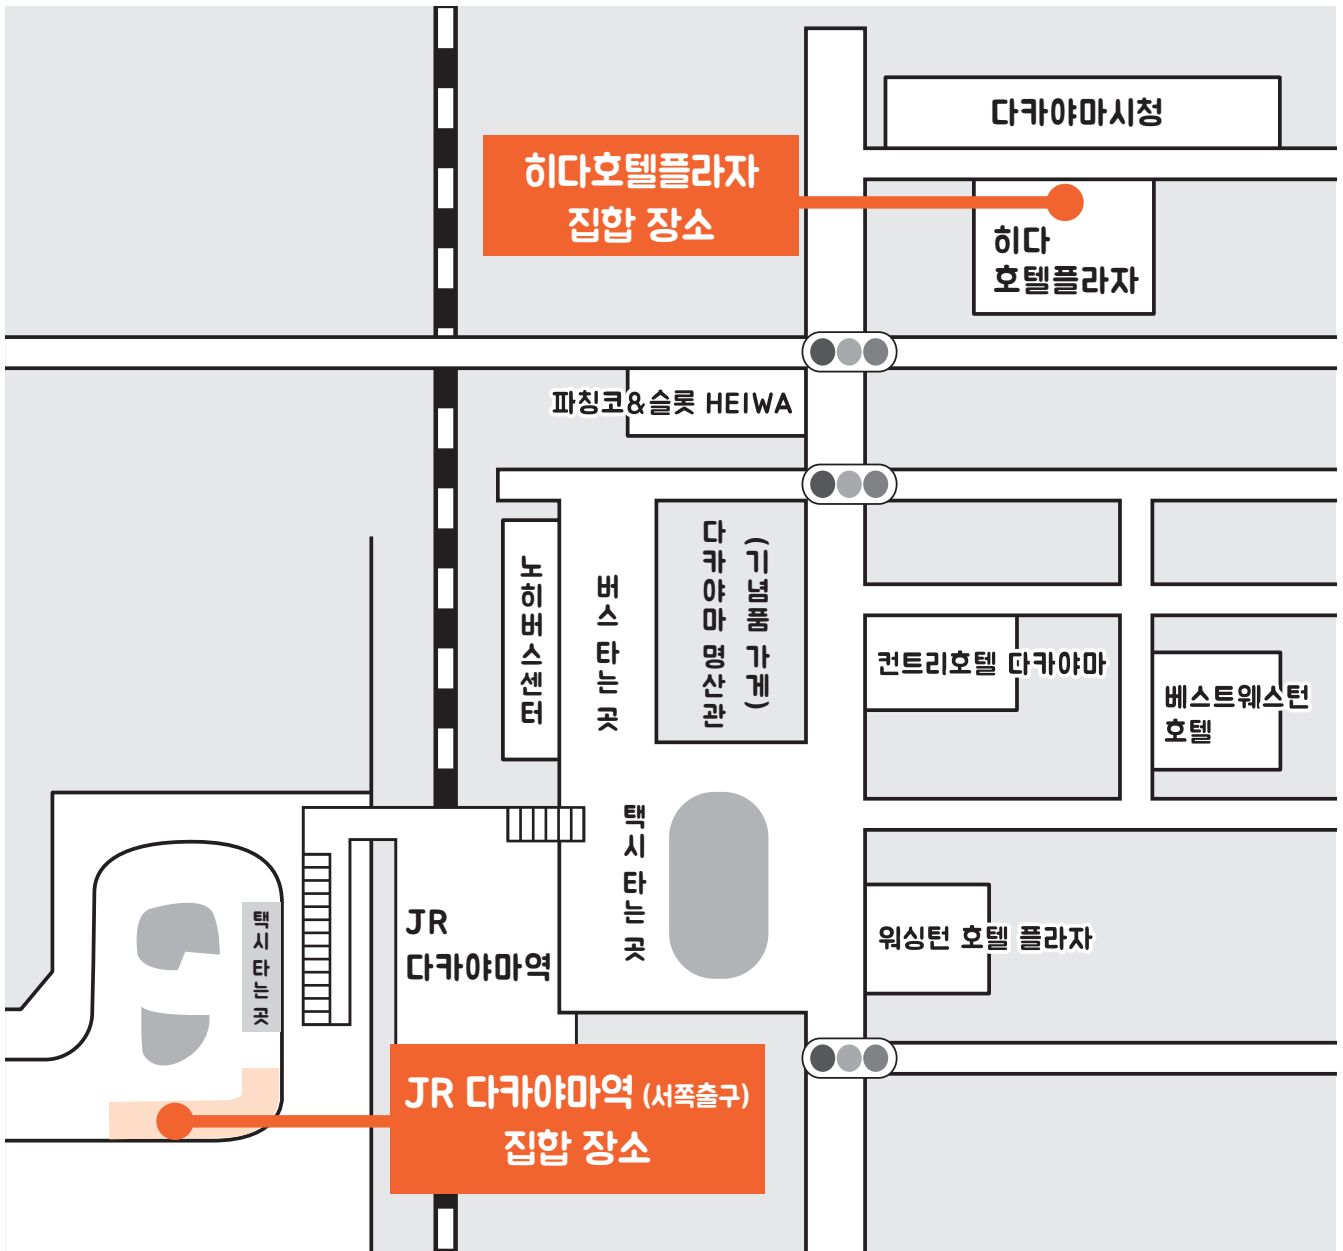 다카야마시청
히다호텔플라자
집합 장소
히다
호텔플라자
파칭코&슬롯 HEIWA
노히버스센터
버스 타는 곳
다카야마 명산관
(기념품 가게)
컨트리호텔 다카야마
베스트웨스턴
호텔
택시 타는 곳
택시 타는 곳
JR
다카야마역
워싱턴 호텔 플라자
JR 다카야마역 (서쪽출구)
집합 장소